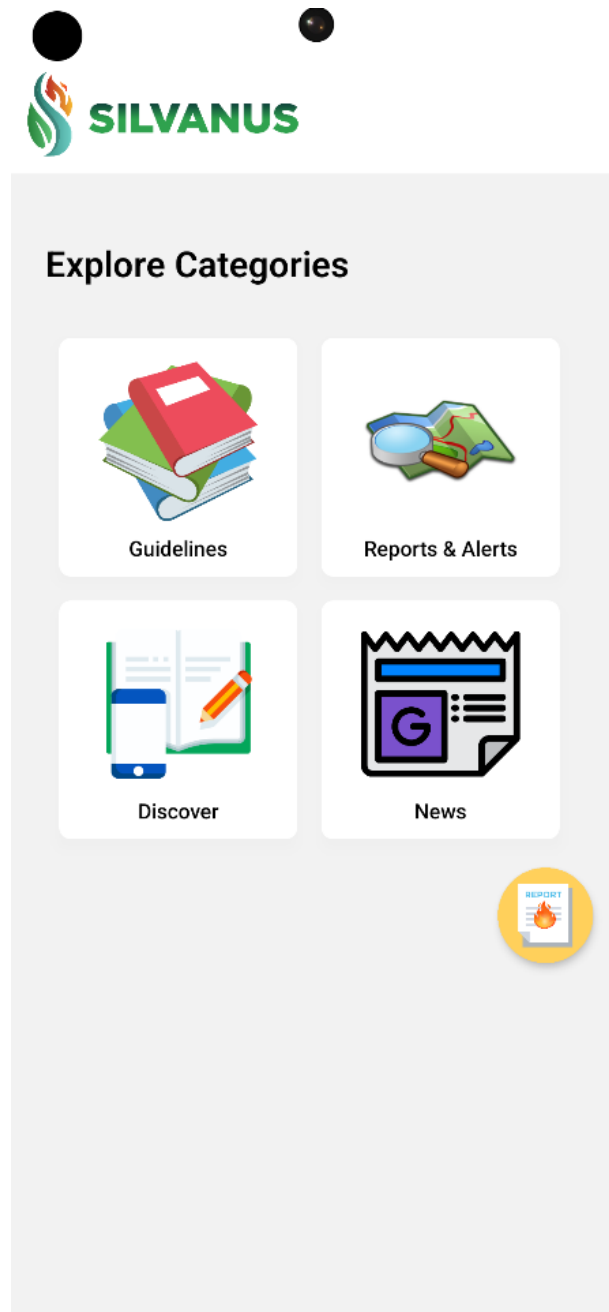 SILVANUS
Explore Categories
Guidelines
Reports & Alerts
Discover
G
News
REPORT